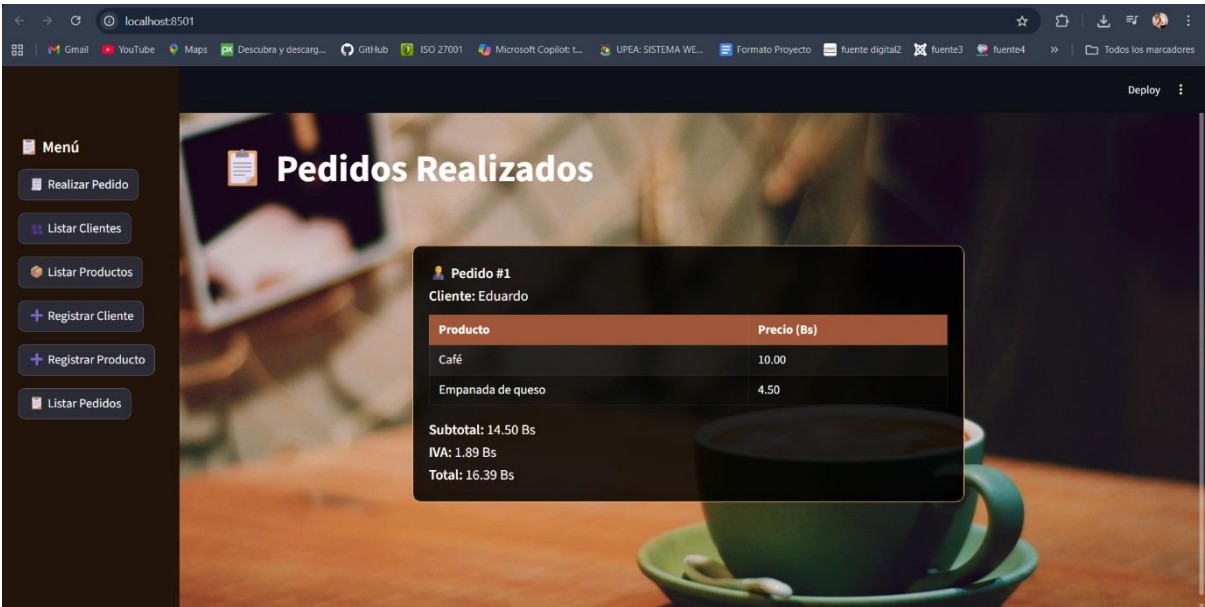 localhost:8501
Gmail YouTube Maps Descubra y descarg... GitHub ISO 27001 Microsoft Copilot: t... UPEA: SISTEMA WE... Formato Proyecto fuente digital2 fuente3 fuente4 » Todos los marcadores
Deploy
Menú
Realizar Pedido
Listar Clientes
Listar Productos
Registrar Cliente
Registrar Producto
Listar Pedidos
Pedidos Realizados
Pedido #1
Cliente: Eduardo
Producto Precio (Bs)
Café 10.00
Empanada de queso 4.50
Subtotal: 14.50 Bs
IVA: 1.89 Bs
Total: 16.39 Bs